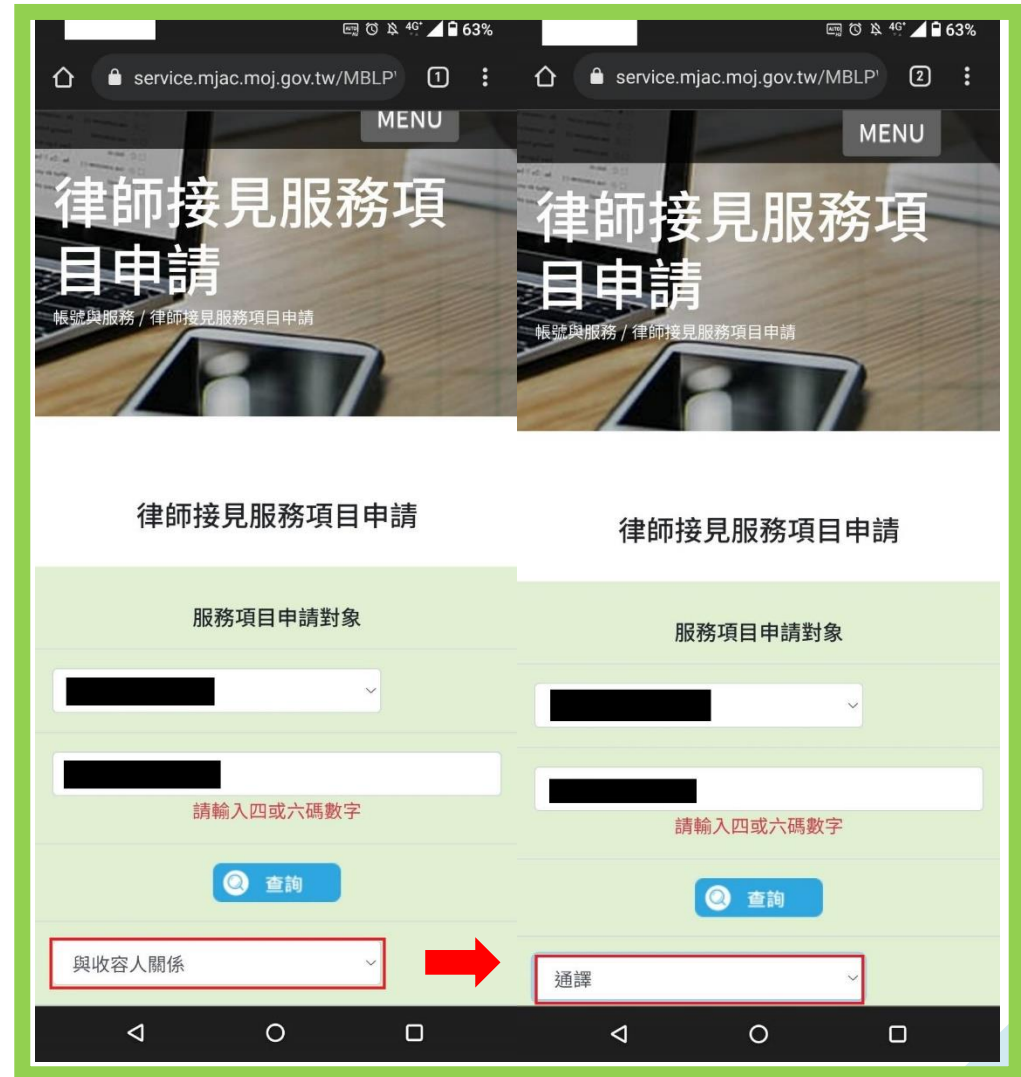 AUTO 4G+ 63%
service.mjac.moj.gov.tw/MBLP 1
MENU
律師接見服務項
目申請
帳號與服務 / 律師接見服務項目申請
律師接見服務項目申請
服務項目申請對象
請輸入四或六碼數字
查詢
與收容人關係
AUTO 4G+ 63%
service.mjac.moj.gov.tw/MBLP 2
MENU
律師接見服務項
目申請
帳號與服務 / 律師接見服務項目申請
律師接見服務項目申請
服務項目申請對象
請輸入四或六碼數字
查詢
通譯